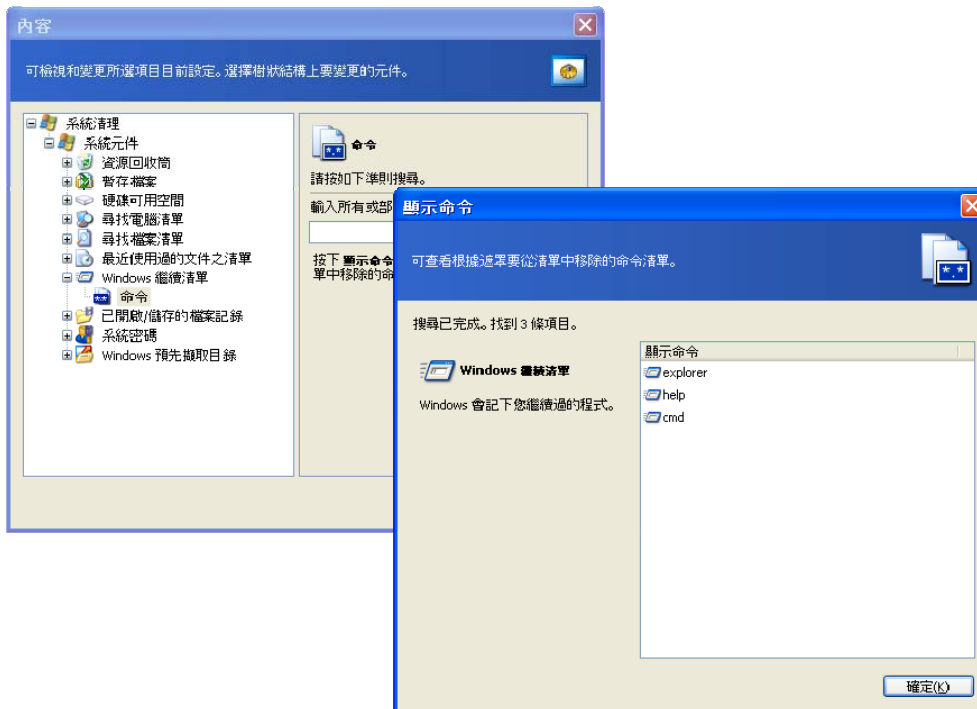 內容
可檢視和變更所選項目目前設定。選擇樹狀結構上要變更的元件。
系統清理
系統元件
資源回收筒
暫存檔案
硬碟可用空間
尋找電腦清單
尋找檔案清單
最近使用過的文件之清單
Windows 繼續清單
命令
已開啟/儲存的檔案記錄
系統密碼
Windows 預先擷取目錄
命令
請按如下準則搜尋。
輸入所有或部
按下 顯示命令
單中移除的命
顯示命令
可查看根據遮罩要從清單中移除的命令清單。
*.*
搜尋已完成。找到 3 條項目。
Windows 繼續清單
Windows 會記下您繼續過的程式。
顯示命令
explorer
help
cmd
確定(K)